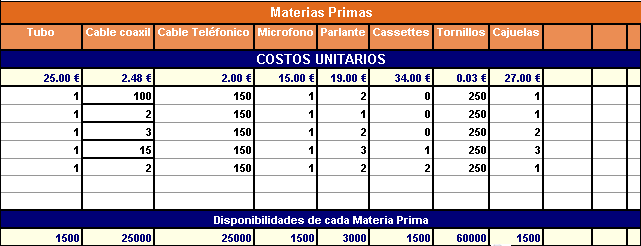 Materias Primas
Tubo Cable coaxil Cable Teléfonico Microfono Parlante Cassettes Tornillos Cajuelas
COSTOS UNITARIOS
25.00 € 2.48 € 2.00 € 15.00 € 19.00 € 34.00 € 0.03 € 27.00 €
1 100 150 1 2 0 250 1
1 2 150 1 1 0 250 1
1 3 150 1 2 0 250 2
1 15 150 1 3 1 250 3
1 2 150 1 2 2 250 1
Disponibilidades de cada Materia Prima
1500 25000 25000 1500 3000 1500 60000 1500